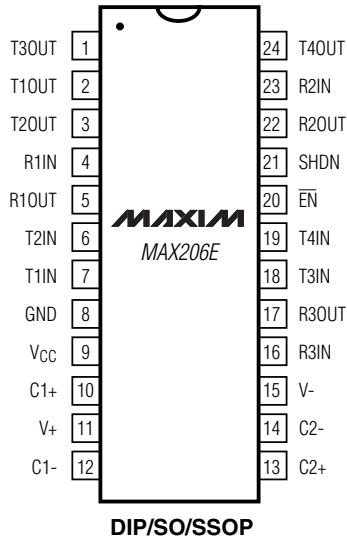 T3OUT 1 24 T4OUT
T1OUT 2 23 R2IN
T2OUT 3 22 R2OUT
R1IN 4 21 SHDN
R1OUT 5 20 E̅N̅
MAXIM
T2IN 6 19 T4IN
MAX206E
T1IN 7 18 T3IN
GND 8 17 R3OUT
VCC 9 16 R3IN
C1+ 10 15 V-
V+ 11 14 C2-
C1- 12 13 C2+
DIP/SO/SSOP